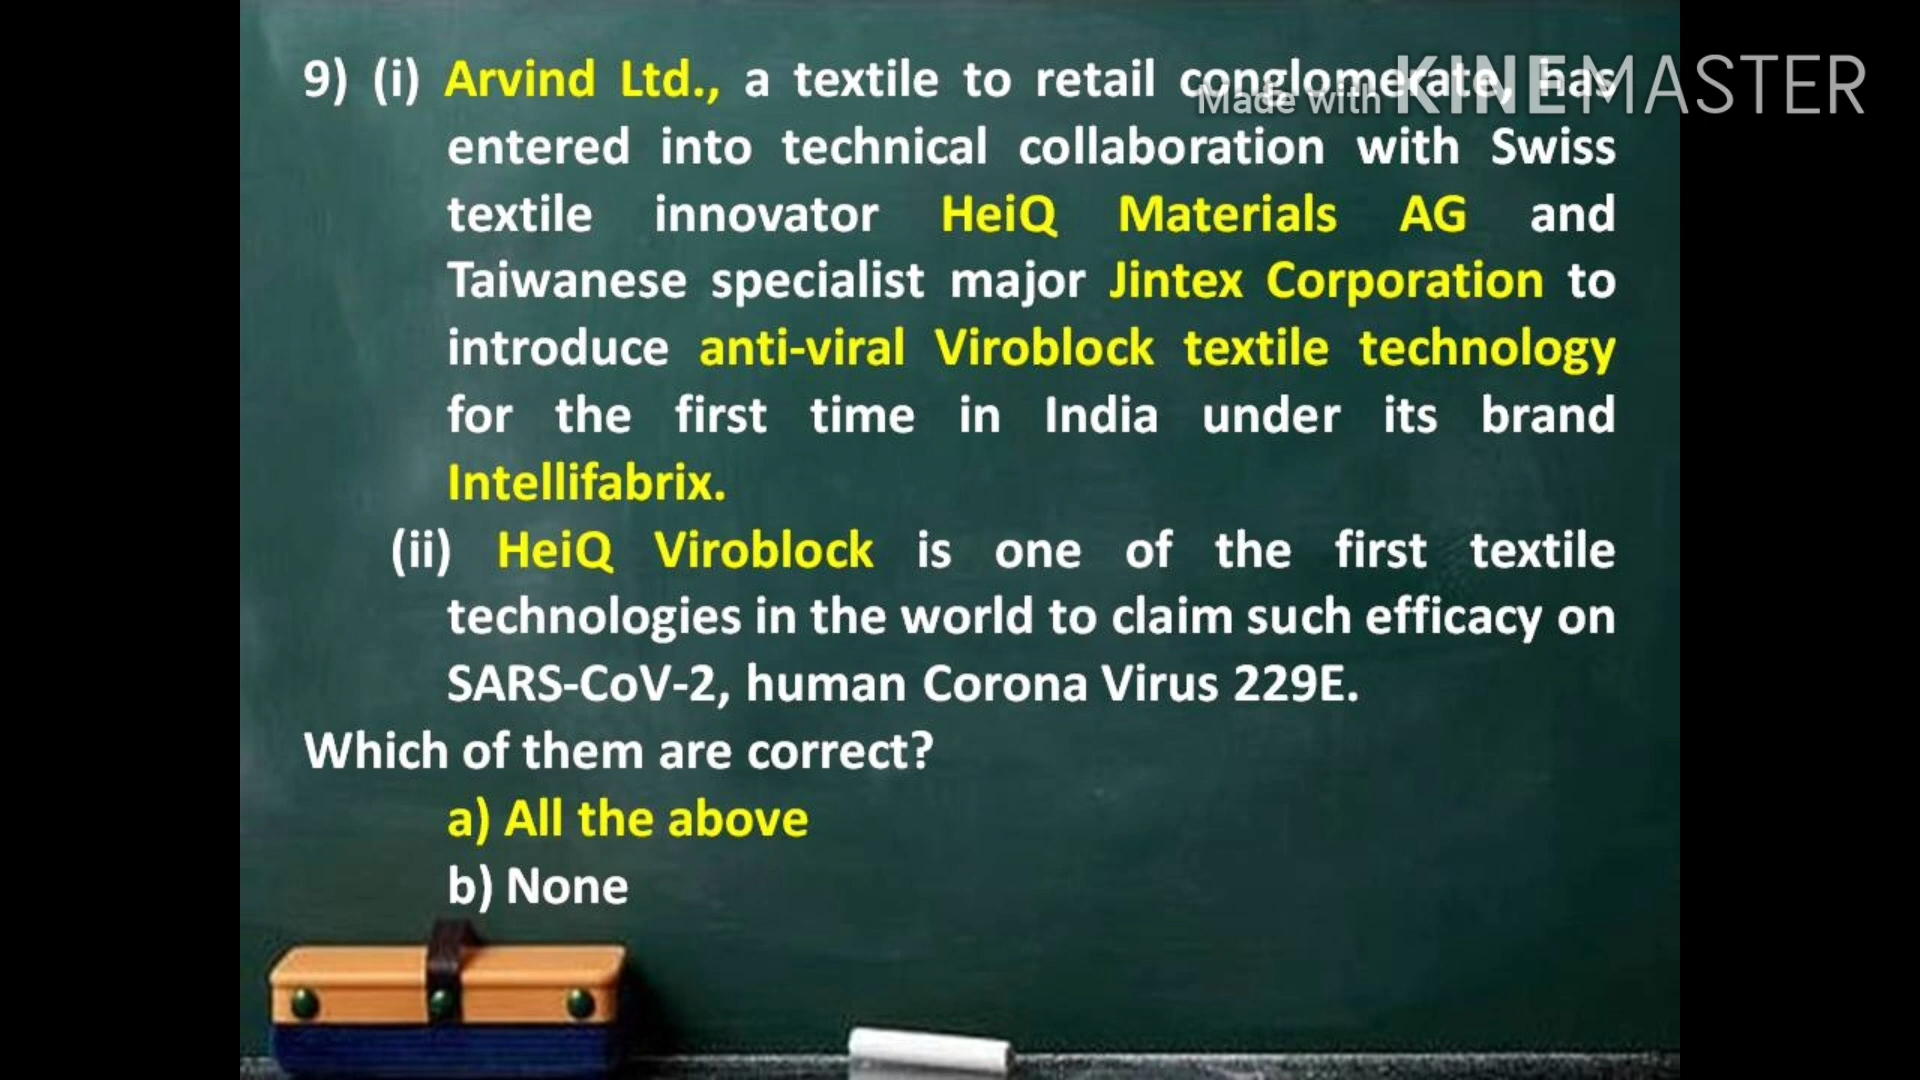 9) (i) Arvind Ltd., a textile to retail conglomerate, has
Made with KINEMASTER
entered into technical collaboration with Swiss
textile innovator HeiQ Materials AG and
Taiwanese specialist major Jintex Corporation to
introduce anti-viral Viroblock textile technology
for the first time in India under its brand
Intellifabrix.
(ii) HeiQ Viroblock is one of the first textile
technologies in the world to claim such efficacy on
SARS-CoV-2, human Corona Virus 229E.
Which of them are correct?
a) All the above
b) None